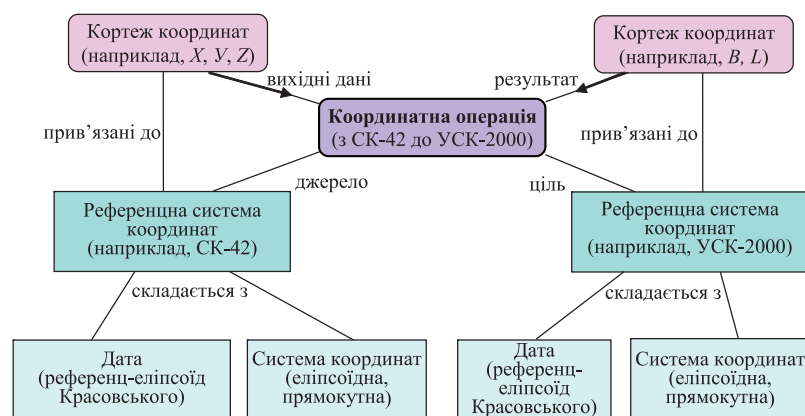 Кортеж координат
(наприклад, X, У, Z)
Кортеж координат
(наприклад, B, L)
вихідні дані
результат
Координатна операція
(з СК-42 до УСК-2000)
прив'язані до
прив'язані до
джерело
ціль
Референцна система
координат
(наприклад, СК-42)
Референцна система
координат
(наприклад, УСК-2000)
складається з
складається з
Дата
(референц-еліпсоїд
Красовського)
Система координат
(еліпсоїдна,
прямокутна)
Дата
(референц-
еліпсоїд
Красовського)
Система координат
(еліпсоїдна,
прямокутна)